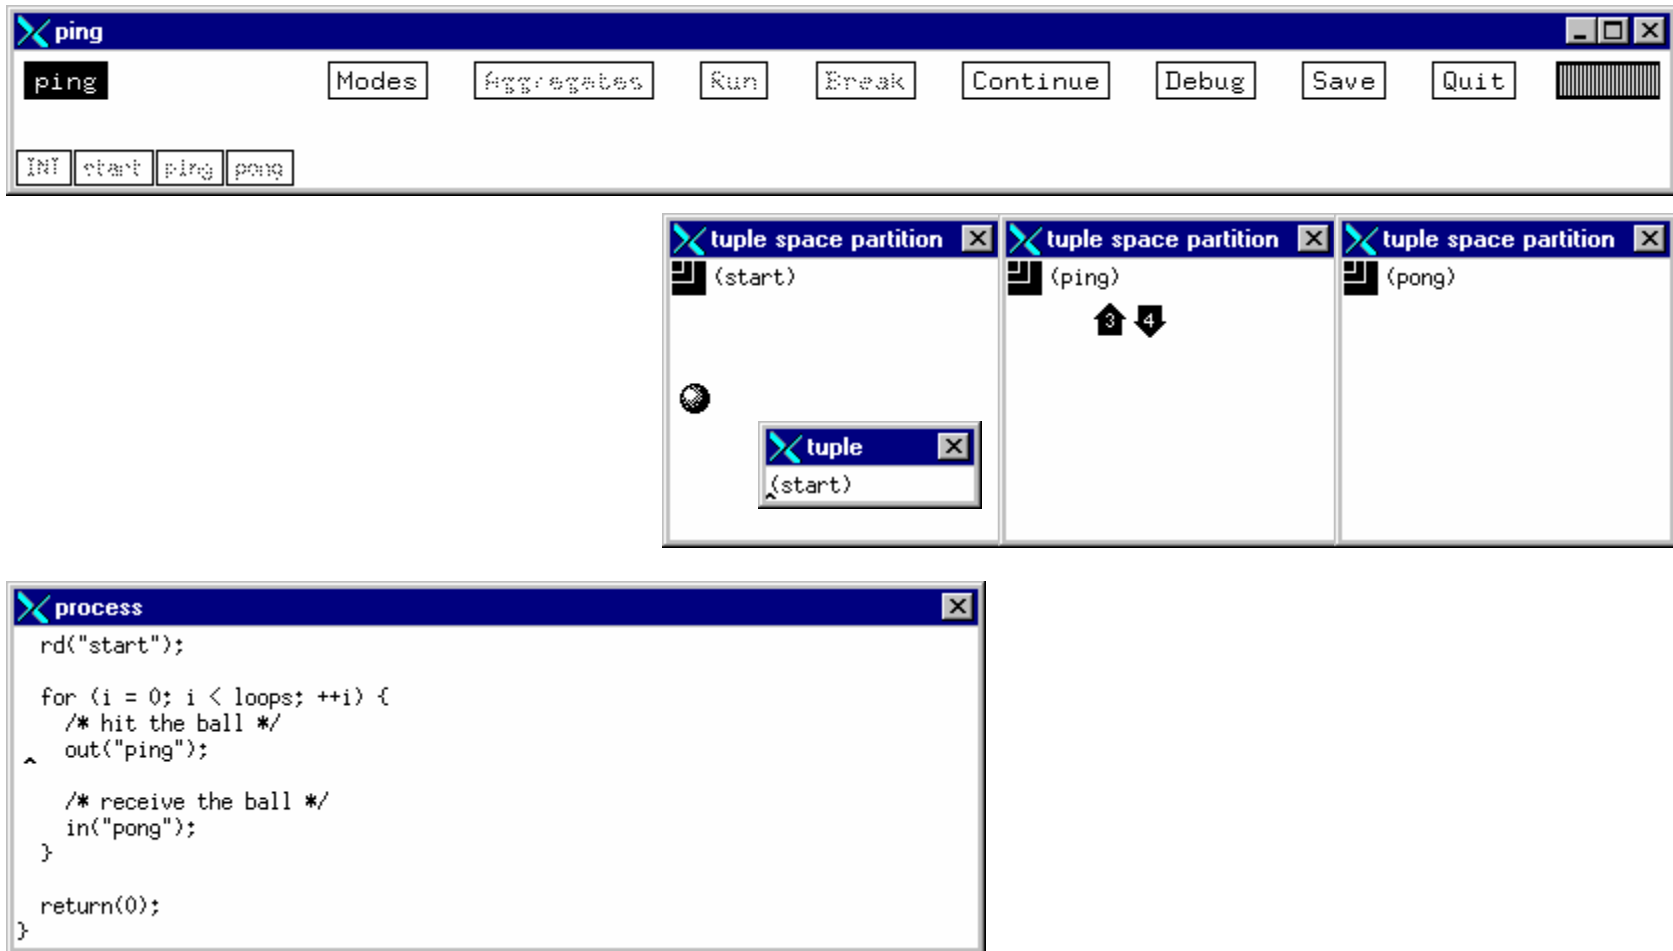 ping
ping Modes Aggregates Run Break Continue Debug Save Quit
INI start ping pong
tuple space partition tuple space partition tuple space partition
(start) (ping) (pong)
3 4
tuple
(start)
process
rd("start");
for (i = 0; i < loops; ++i) {
/* hit the ball */
out("ping");
/* receive the ball */
in("pong");
}
return(0);
}